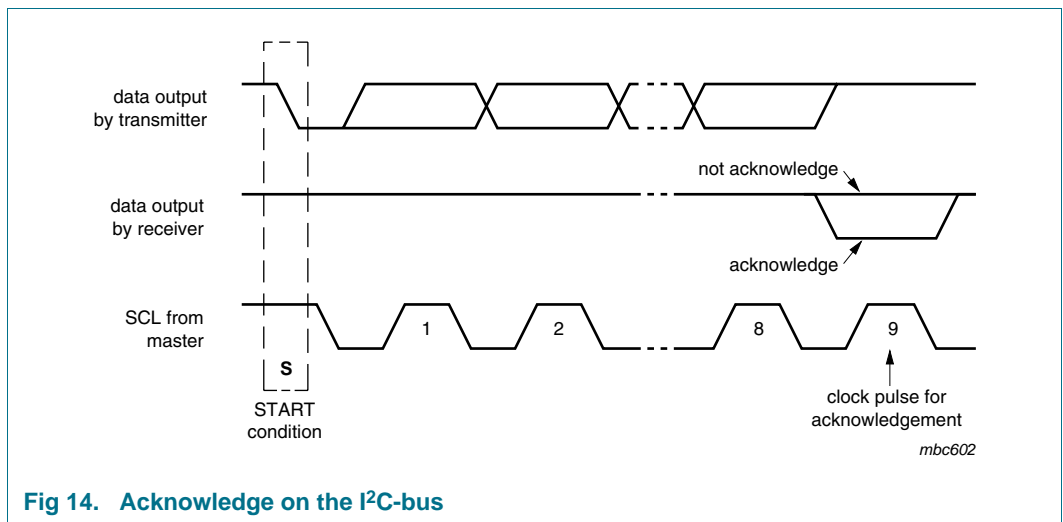 data output
by transmitter
not acknowledge
data output
by receiver
acknowledge
SCL from
master
1
2
8
9
S
START
condition
clock pulse for
acknowledgement
mbc602
Fig 14. Acknowledge on the I²C-bus